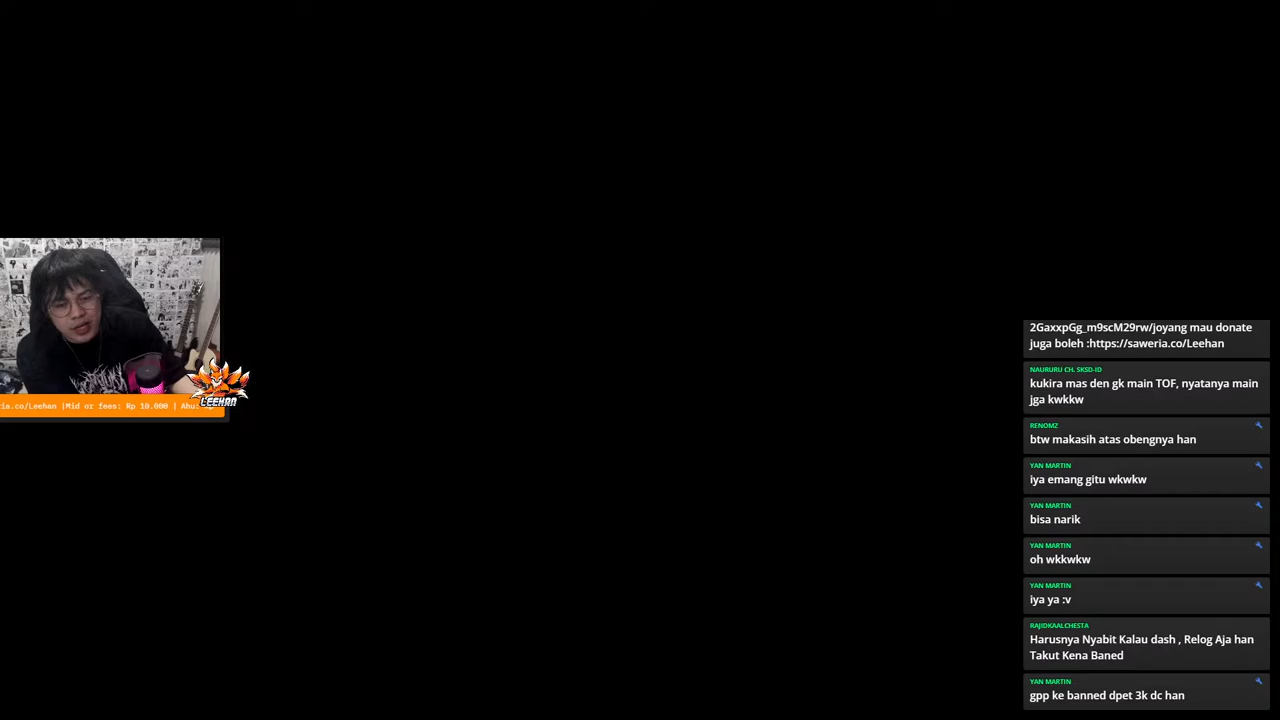 ria.co/Leehan |Mid or fees: Rp 10.000 | Ahu:
LEEHAN
2GaxxpGg_m9scM29rw/joyang mau donate
juga boleh :https://saweria.co/Leehan
NAURURU CH. SKSD-ID
kukira mas den gk main TOF, nyatanya main
jga kwkkw
RENOMZ
btw makasih atas obengnya han
YAN MARTIN
iya emang gitu wkwkw
YAN MARTIN
bisa narik
YAN MARTIN
oh wkkwkw
YAN MARTIN
iya ya :v
RAJIDKAALCHESTA
Harusnya Nyabit Kalau dash , Relog Aja han
Takut Kena Baned
YAN MARTIN
gpp ke banned dpet 3k dc han